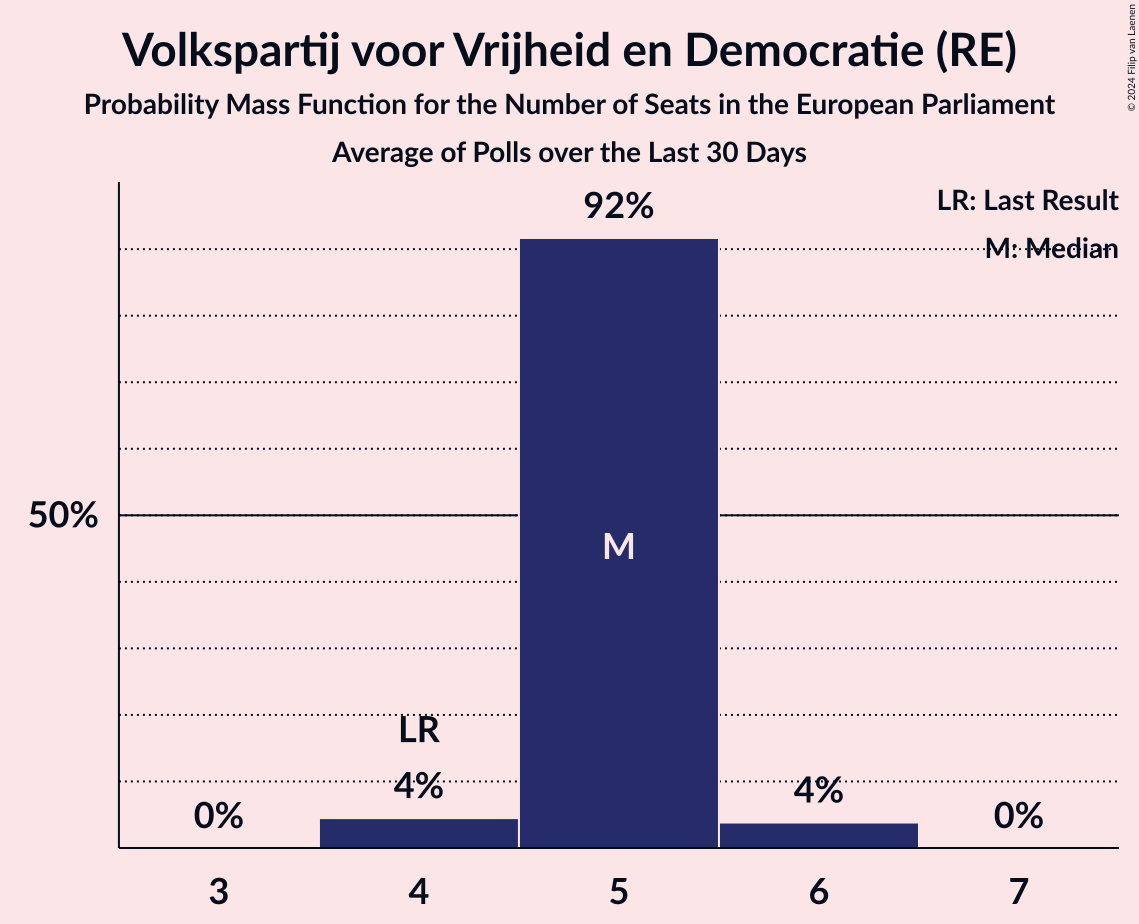 Volkspartij voor Vrijheid en Democratie (RE)
Probability Mass Function for the Number of Seats in the European Parliament
Average of Polls over the Last 30 Days
© 2024 Filip van Laenen
LR: Last Result
M: Median
92%
50%
M
LR
0%
4%
4%
0%
3
4
5
6
7